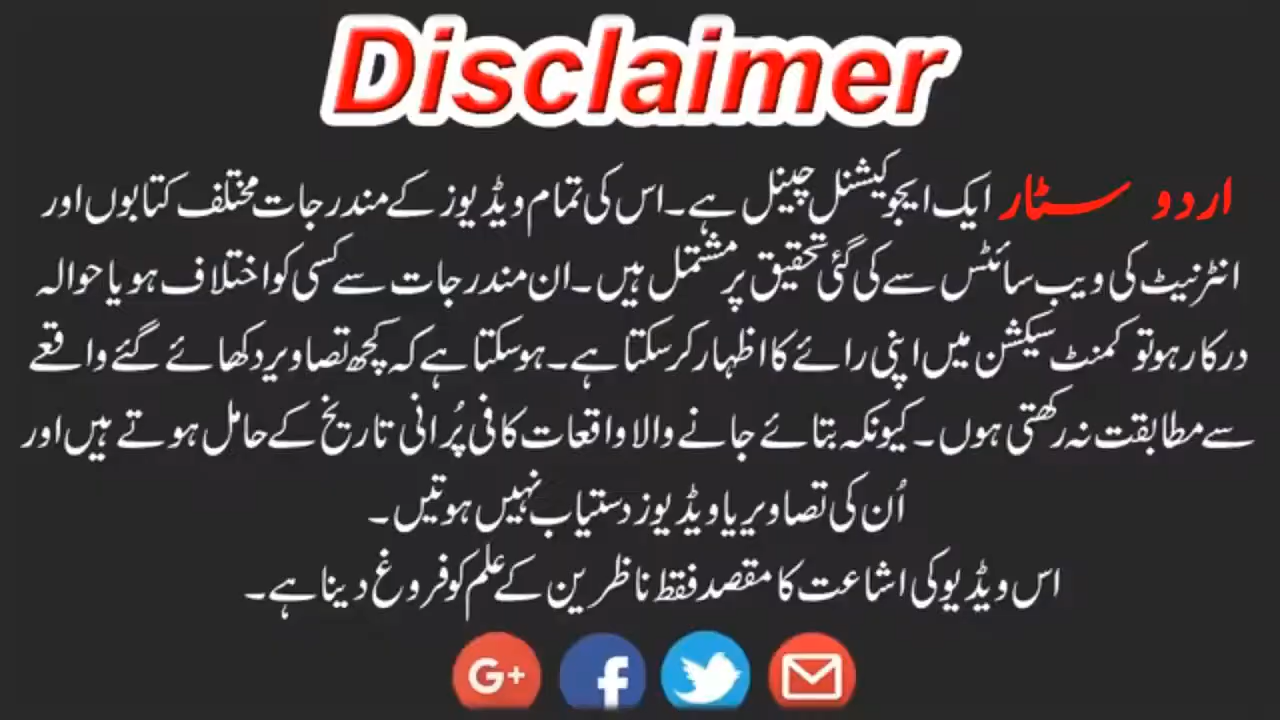 Disclaimer
اردو سٹار ایک ایجوکیشنل چینل ہے۔ اس کی تمام ویڈیوز کے مندرجات مختلف کتابوں اور
انٹرنیٹ کی ویب سائٹس سے کی گئی تحقیق پر مشتمل ہیں۔ ان مندرجات سے کسی کو اختلاف ہو یا حوالہ
درکار ہو تو کمنٹ سیکشن میں اپنی رائے کا اظہار کر سکتا ہے۔ ہو سکتا ہے کہ کچھ تصاویر دکھائے گئے واقعے
سے مطابقت نہ رکھتی ہوں۔ کیونکہ بتائے جانے والا واقعات کافی پُرانی تاریخ کے حامل ہوتے ہیں اور
اُن کی تصاویر یا ویڈیوز دستیاب نہیں ہوتیں۔
اس ویڈیو کی اشاعت کا مقصد فقط ناظرین کے علم کو فروغ دینا ہے۔
G+ f